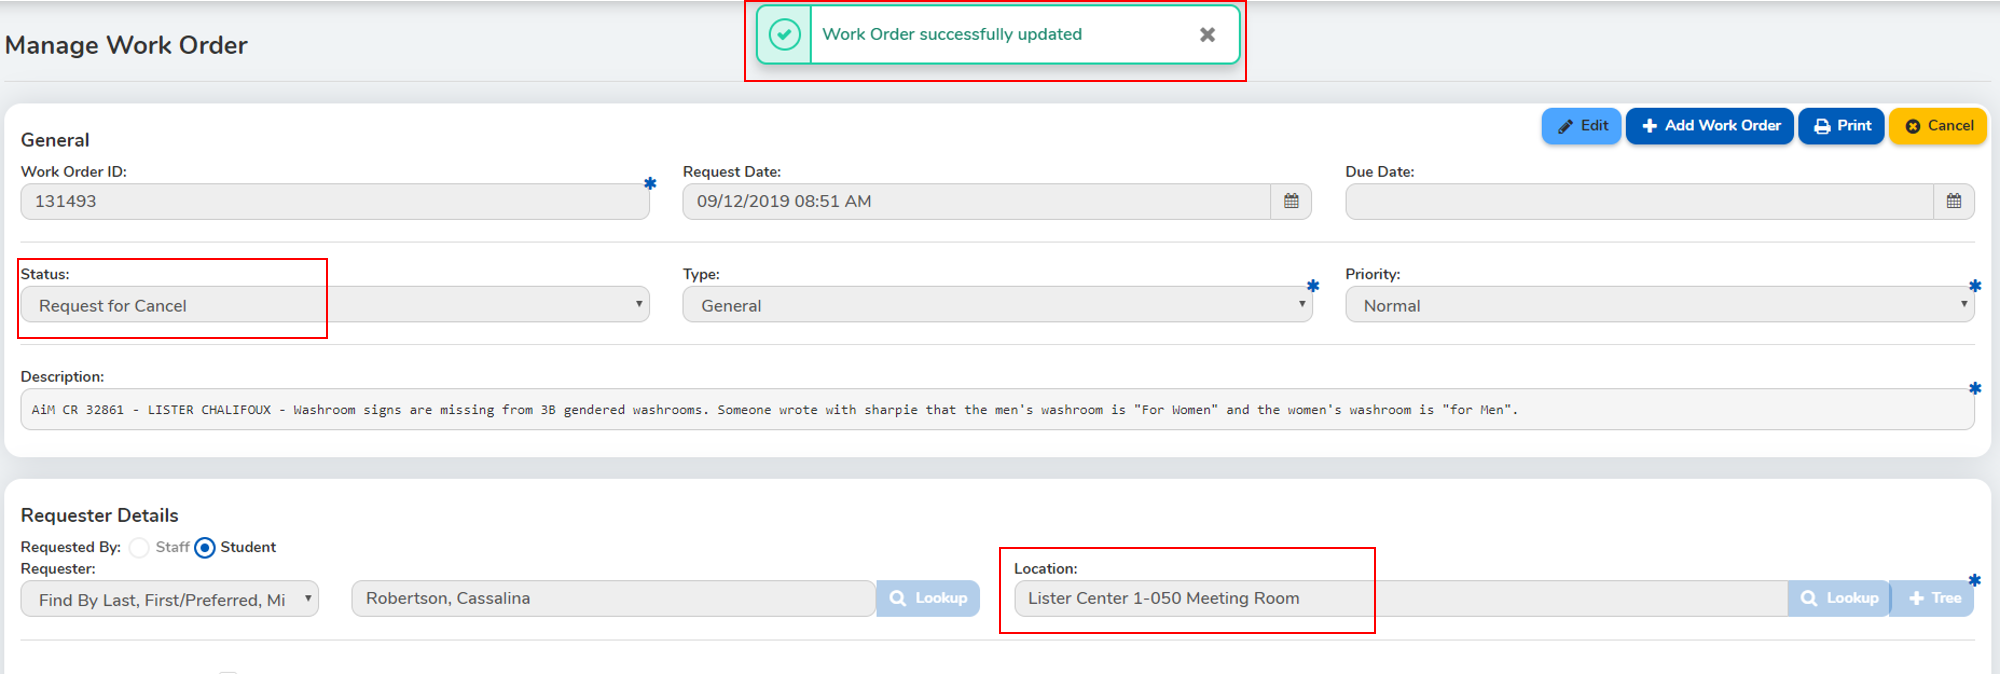 Work Order successfully updated
Manage Work Order
General
Edit
Add Work Order
Print
Cancel
Work Order ID:
Request Date:
Due Date:
131493
09/12/2019 08:51 AM
Status:
Type:
Priority:
Request for Cancel
General
Normal
Description:
AiM CR 32861 - LISTER CHALIFOUX - Washroom signs are missing from 3B gendered washrooms. Someone wrote with sharpie that the men's washroom is "For Women" and the women's washroom is "for Men".
Requester Details
Requested By: Staff Student
Requester:
Location:
Find By Last, First/Preferred, Mi
Robertson, Cassalina
Lookup
Lister Center 1-050 Meeting Room
Lookup
Tree